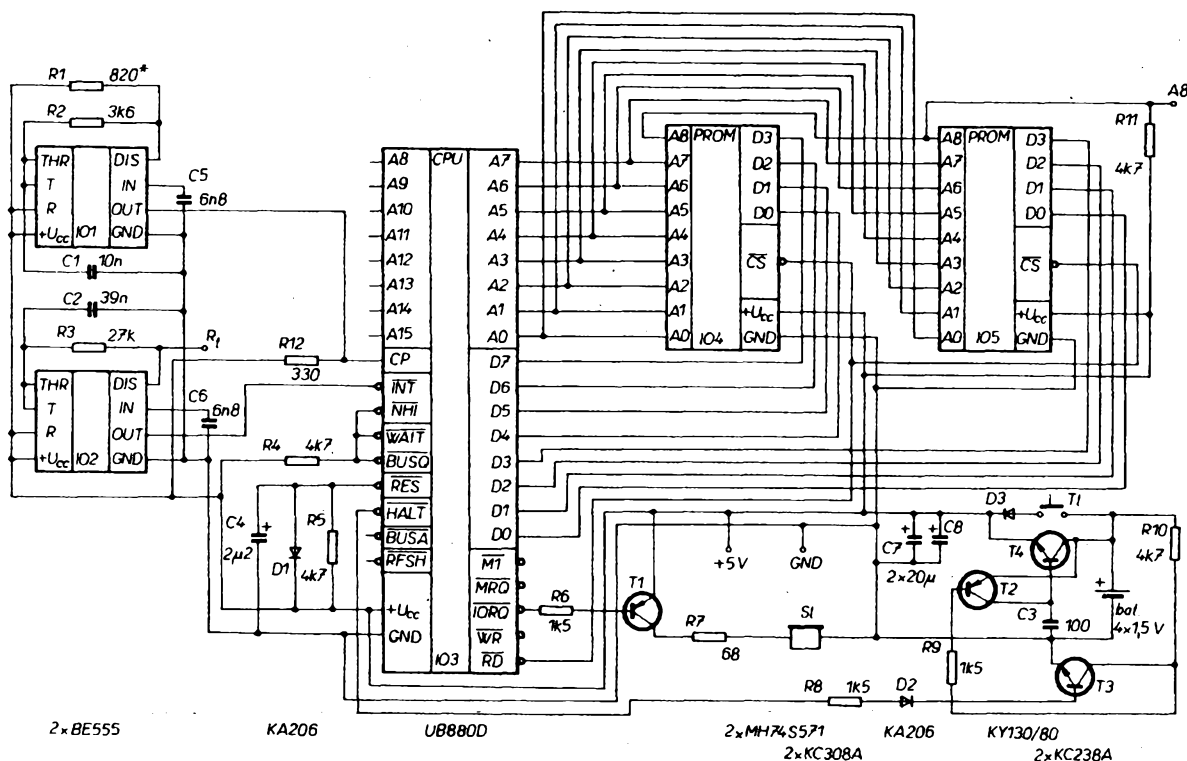 R1 820*
R2 3k6
THR DIS
T IN
R OUT
+Ucc IO1 GND
C5
6n8
C1 10n
C2 39n
R3 27k
Rt
THR DIS
T IN
R OUT
+Ucc IO2 GND
C6
6n8
R12
330
R4 4k7
C4 +
2µ2
D1
R5
4k7
A8 CPU A7
A9 A6
A10 A5
A11 A4
A12 A3
A13 A2
A14 A1
A15 A0
CP D7
INT D6
NHI D5
WAIT D4
BUSQ D3
RES D2
HALT D1
BUSA D0
RFSH M1
MRQ
+Ucc IORQ
GND WR
IO3 RD
A8 PROM D3
A7 D2
A6 D1
A5 D0
A4
A3 CS
A2
A1 +Ucc
A0 IO4 GND
A8 PROM D3
A7 D2
A6 D1
A5 D0
A4
A3 CS
A2
A1 +Ucc
A0 IO5 GND
A8
R11
4k7
R6
1k5
T1
R7
68
SI
+5V
GND
+ C7
+ C8
2×20µ
D3
T1
T4
T2
R10
4k7
C3
100
+
bat
4×1,5 V
R9
1k5
T3
R8 1k5 D2
2×BE555 KA206 UB880D 2×MH74S571 KA206 KY130/80
2×KC308A 2×KC238A